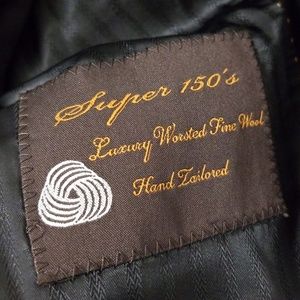 Super 150's
Luxury Worsted Fine Wool
Hand Tailored